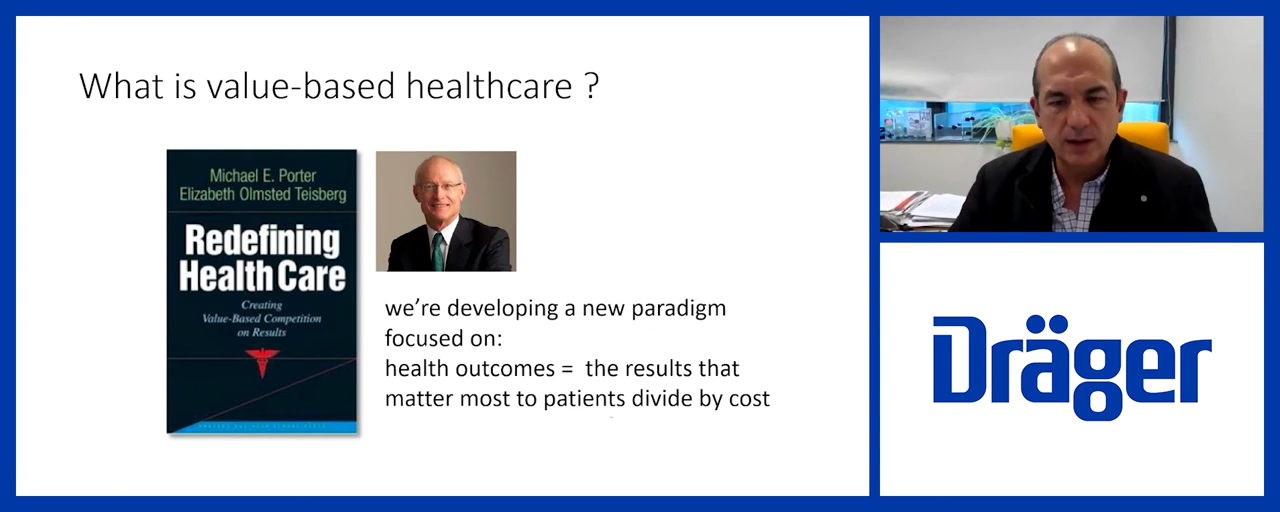 What is value-based healthcare ?
Michael E. Porter
Elizabeth Olmsted Teisberg
Redefining
Health Care
Creating
Value-Based Competition
on Results
we’re developing a new paradigm
focused on:
health outcomes = the results that
matter most to patients divide by cost
Dräger